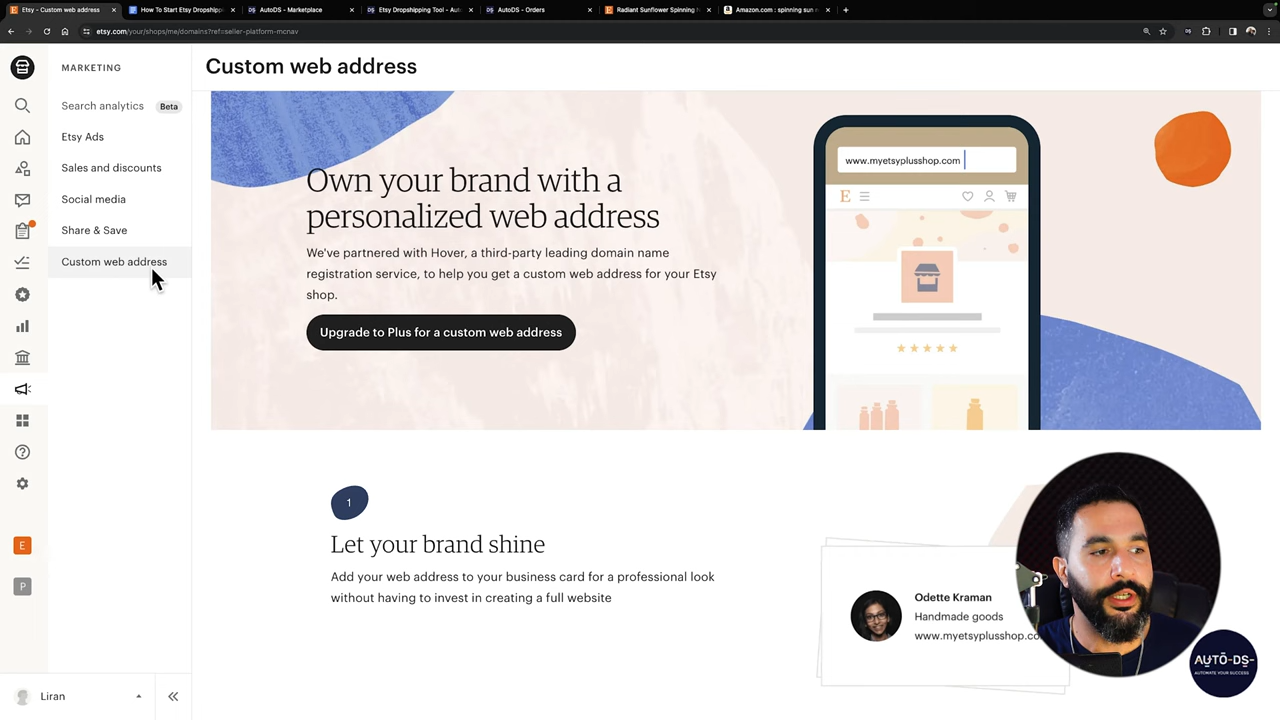 Etsy - Custom web address
How To Start Etsy Dropshipp
AutoDS - Marketplace
Etsy Dropshipping Tool - Aut
AutoDS - Orders
Radiant Sunflower Spinning
Amazon.com : spinning sun
etsy.com/your/shops/me/domains?ref=seller-platform-mcnav
MARKETING
Custom web address
Search analytics Beta
Etsy Ads
Sales and discounts
Social media
Share & Save
Custom web address
Own your brand with a
personalized web address
We've partnered with Hover, a third-party leading domain name
registration service, to help you get a custom web address for your Etsy
shop.
Upgrade to Plus for a custom web address
www.myetsyplusshop.com
E
1
Let your brand shine
Add your web address to your business card for a professional look
without having to invest in creating a full website
Odette Kraman
Handmade goods
www.myetsyplusshop.co
E
P
Liran
AUTO-DS-
AUTOMATE YOUR SUCCESS